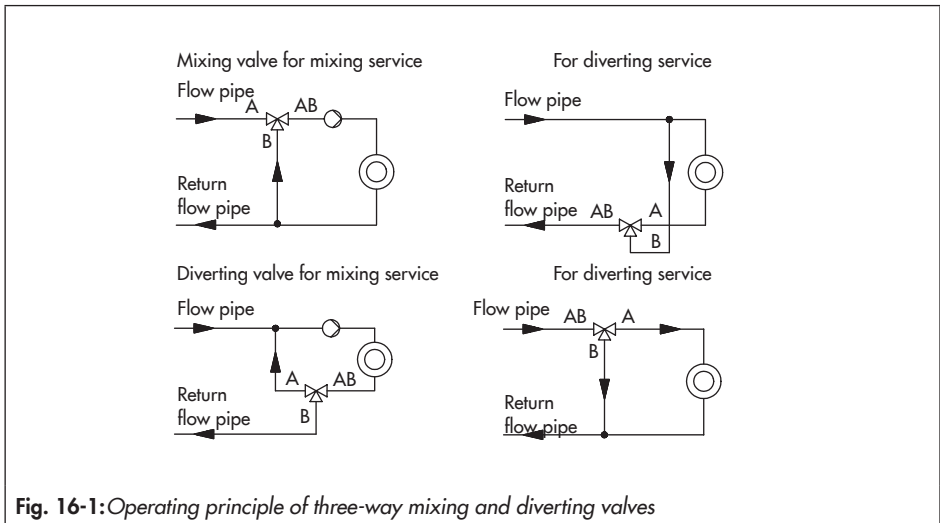 Mixing valve for mixing service
Flow pipe
A
AB
B
Return
flow pipe
For diverting service
Flow pipe
Return
flow pipe
AB
A
B
Diverting valve for mixing service
Flow pipe
A
AB
B
Return
flow pipe
For diverting service
Flow pipe
AB
A
B
Return
flow pipe
Fig. 16-1: Operating principle of three-way mixing and diverting valves